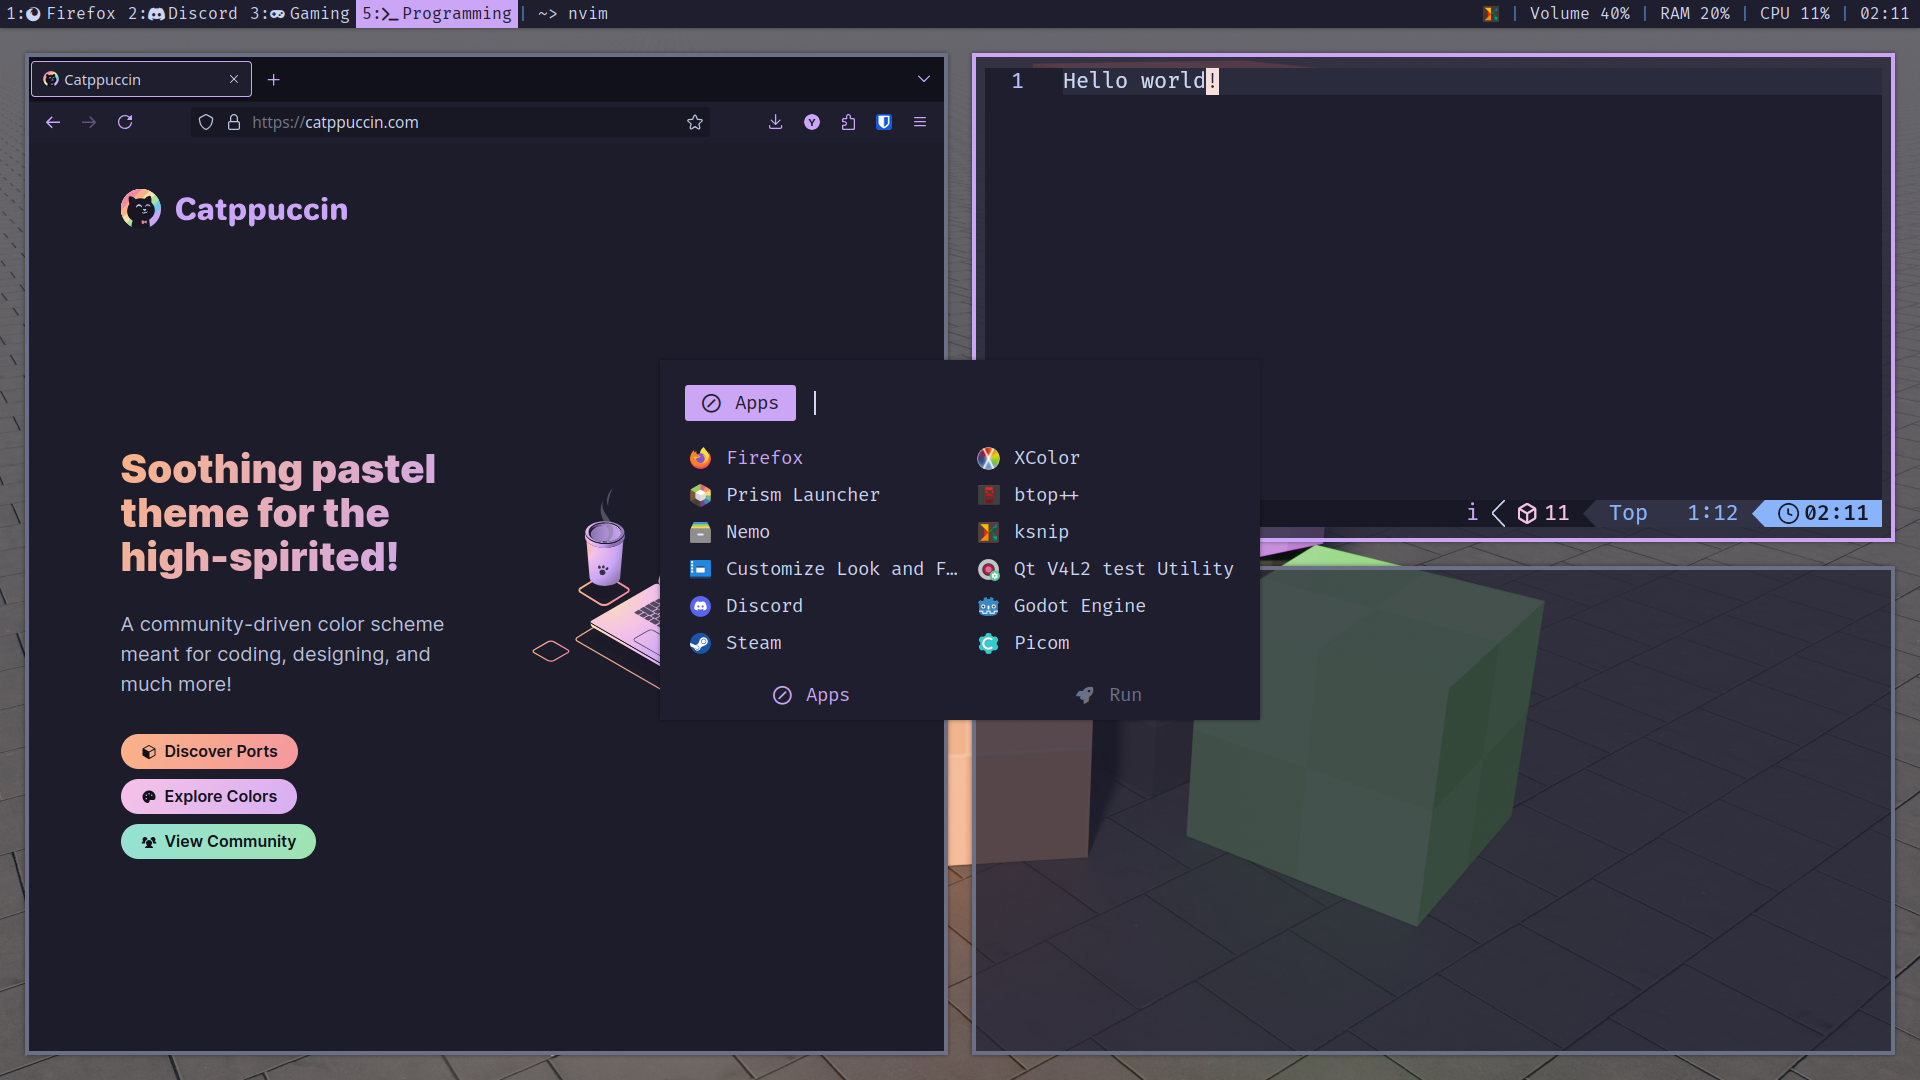 1: Firefox 2: Discord 3: Gaming 5: Programming | ~> nvim
| Volume 40% | RAM 20% | CPU 11% | 02:11
Catppuccin
https://catppuccin.com
Y
Catppuccin
Soothing pastel
theme for the
high-spirited!
A community-driven color scheme
meant for coding, designing, and
much more!
Discover Ports
Explore Colors
View Community
1 Hello world!
i 11 Top 1:12 02:11
Apps
Firefox
Prism Launcher
Nemo
Customize Look and F…
Discord
Steam
XColor
btop++
ksnip
Qt V4L2 test Utility
Godot Engine
Picom
Apps
Run